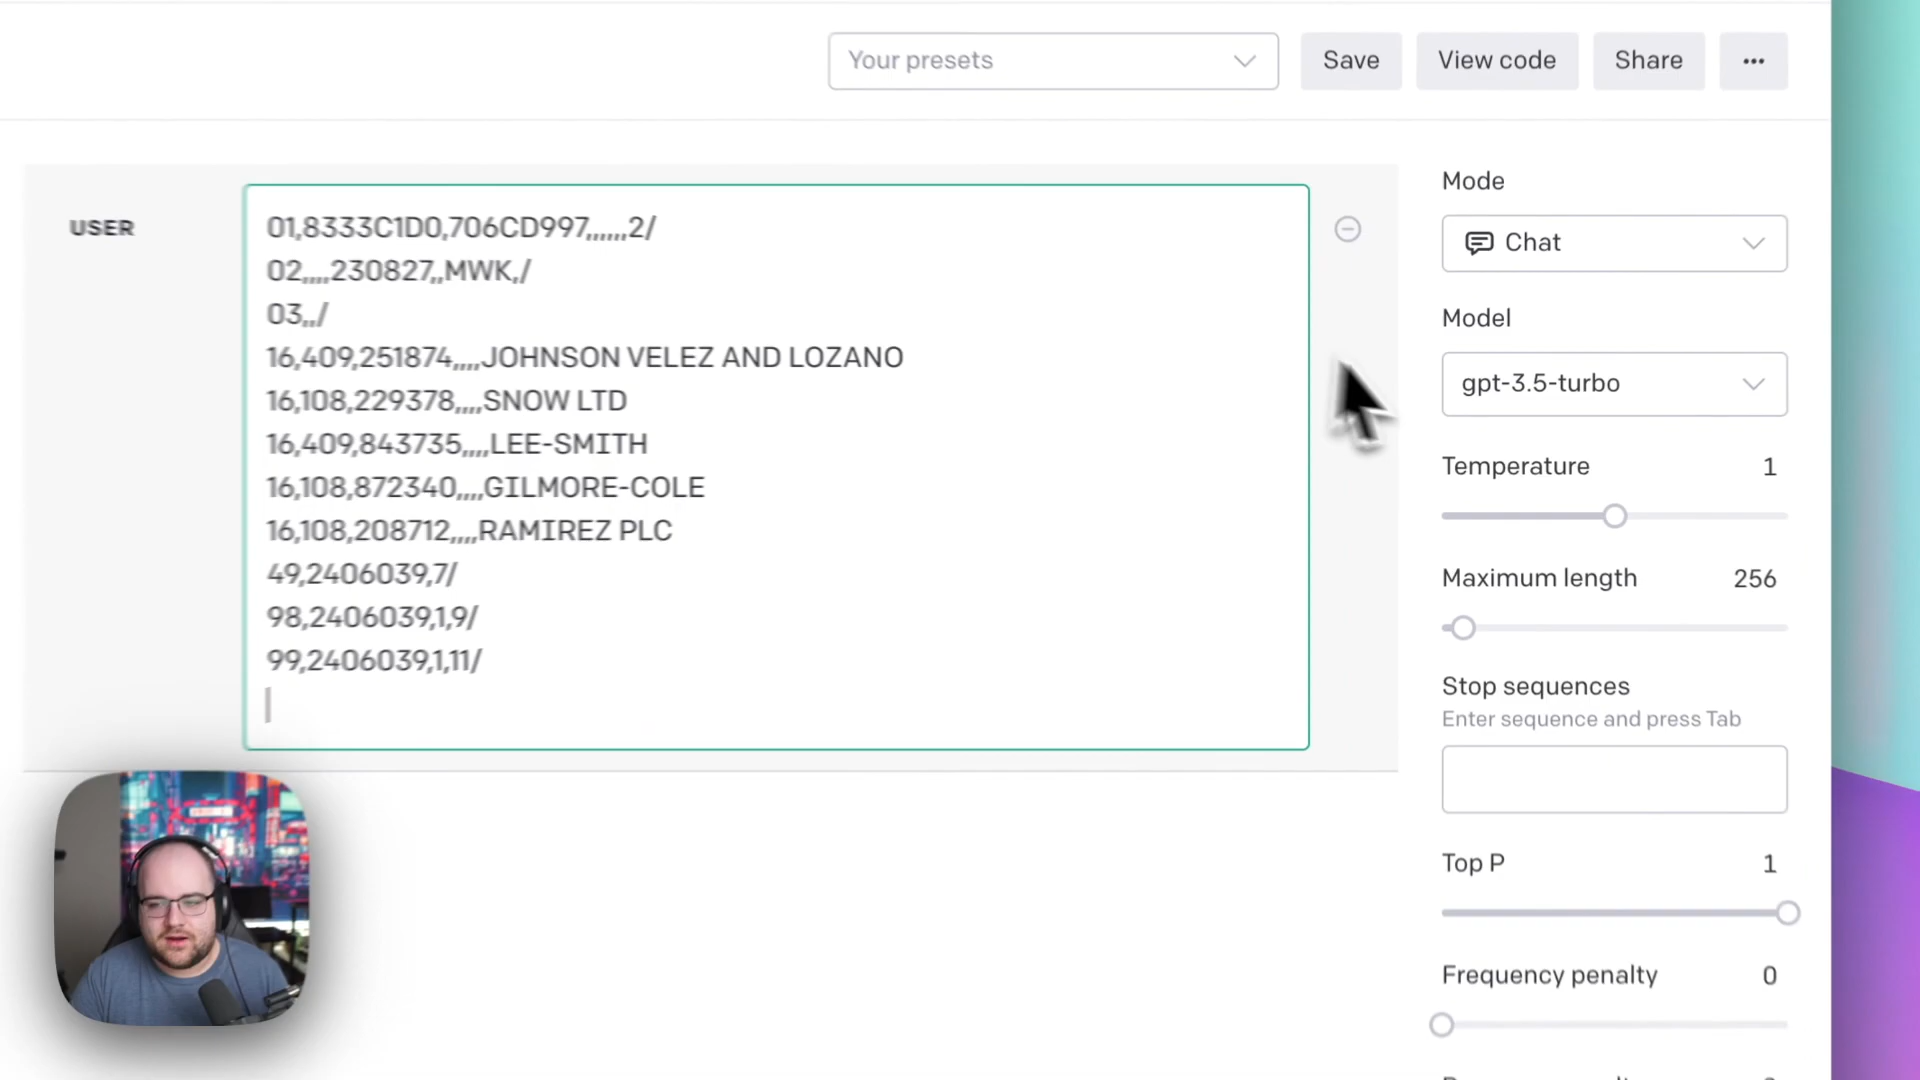 Your presets
Save
View code
Share
USER
01,8333C1D0,706CD997,,,,,,2/
02,,,,230827,,MWK,/
03,,/
16,409,251874,,,,JOHNSON VELEZ AND LOZANO
16,108,229378,,,,SNOW LTD
16,409,843735,,,,LEE-SMITH
16,108,872340,,,,GILMORE-COLE
16,108,208712,,,,RAMIREZ PLC
49,2406039,7/
98,2406039,1,9/
99,2406039,1,11/
Mode
Chat
Model
gpt-3.5-turbo
Temperature 1
Maximum length 256
Stop sequences
Enter sequence and press Tab
Top P 1
Frequency penalty 0